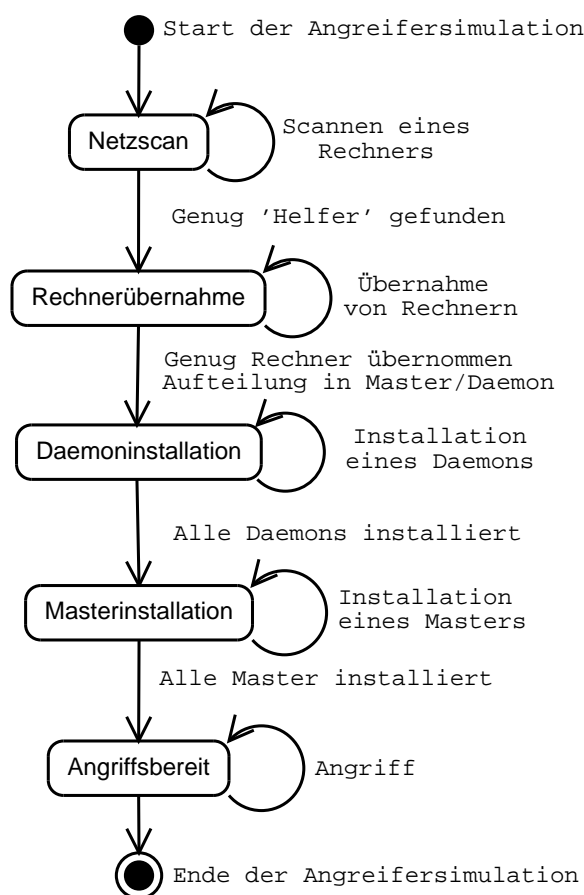 Start der Angreifersimulation
Netzscan
Scannen eines
Rechners
Genug 'Helfer' gefunden
Rechnerübernahme
Übernahme
von Rechnern
Genug Rechner übernommen
Aufteilung in Master/Daemon
Daemoninstallation
Installation
eines Daemons
Alle Daemons installiert
Masterinstallation
Installation
eines Masters
Alle Master installiert
Angriffsbereit
Angriff
Ende der Angreifersimulation